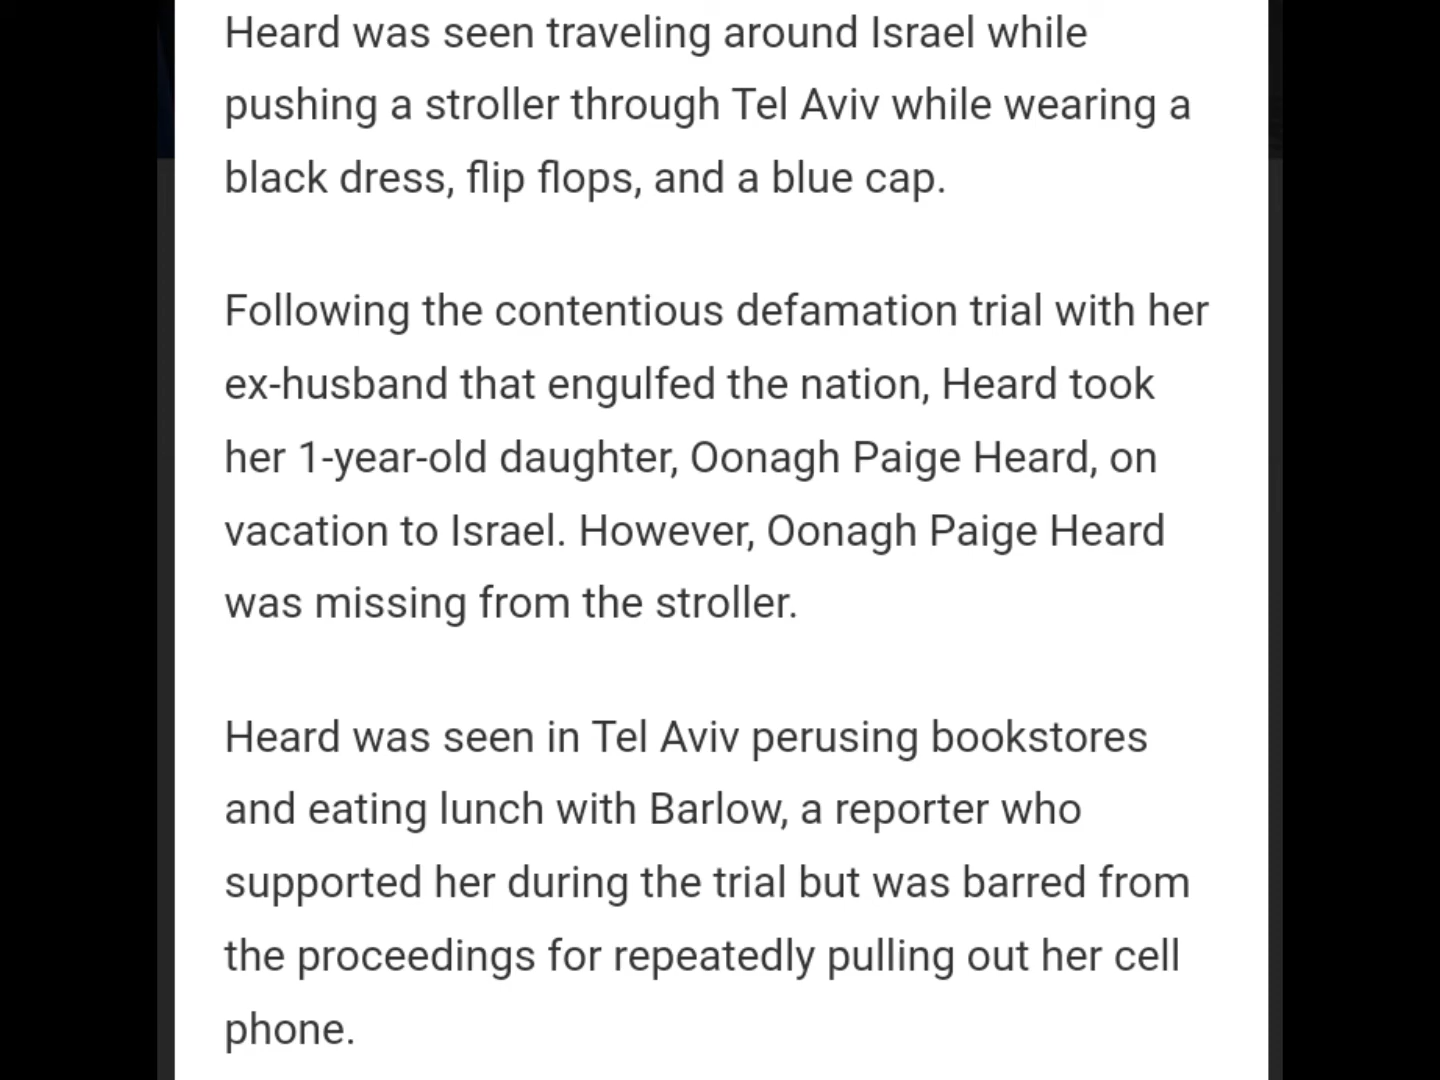 Heard was seen traveling around Israel while
pushing a stroller through Tel Aviv while wearing a
black dress, flip flops, and a blue cap.
Following the contentious defamation trial with her
ex-husband that engulfed the nation, Heard took
her 1-year-old daughter, Oonagh Paige Heard, on
vacation to Israel. However, Oonagh Paige Heard
was missing from the stroller.
Heard was seen in Tel Aviv perusing bookstores
and eating lunch with Barlow, a reporter who
supported her during the trial but was barred from
the proceedings for repeatedly pulling out her cell
phone.